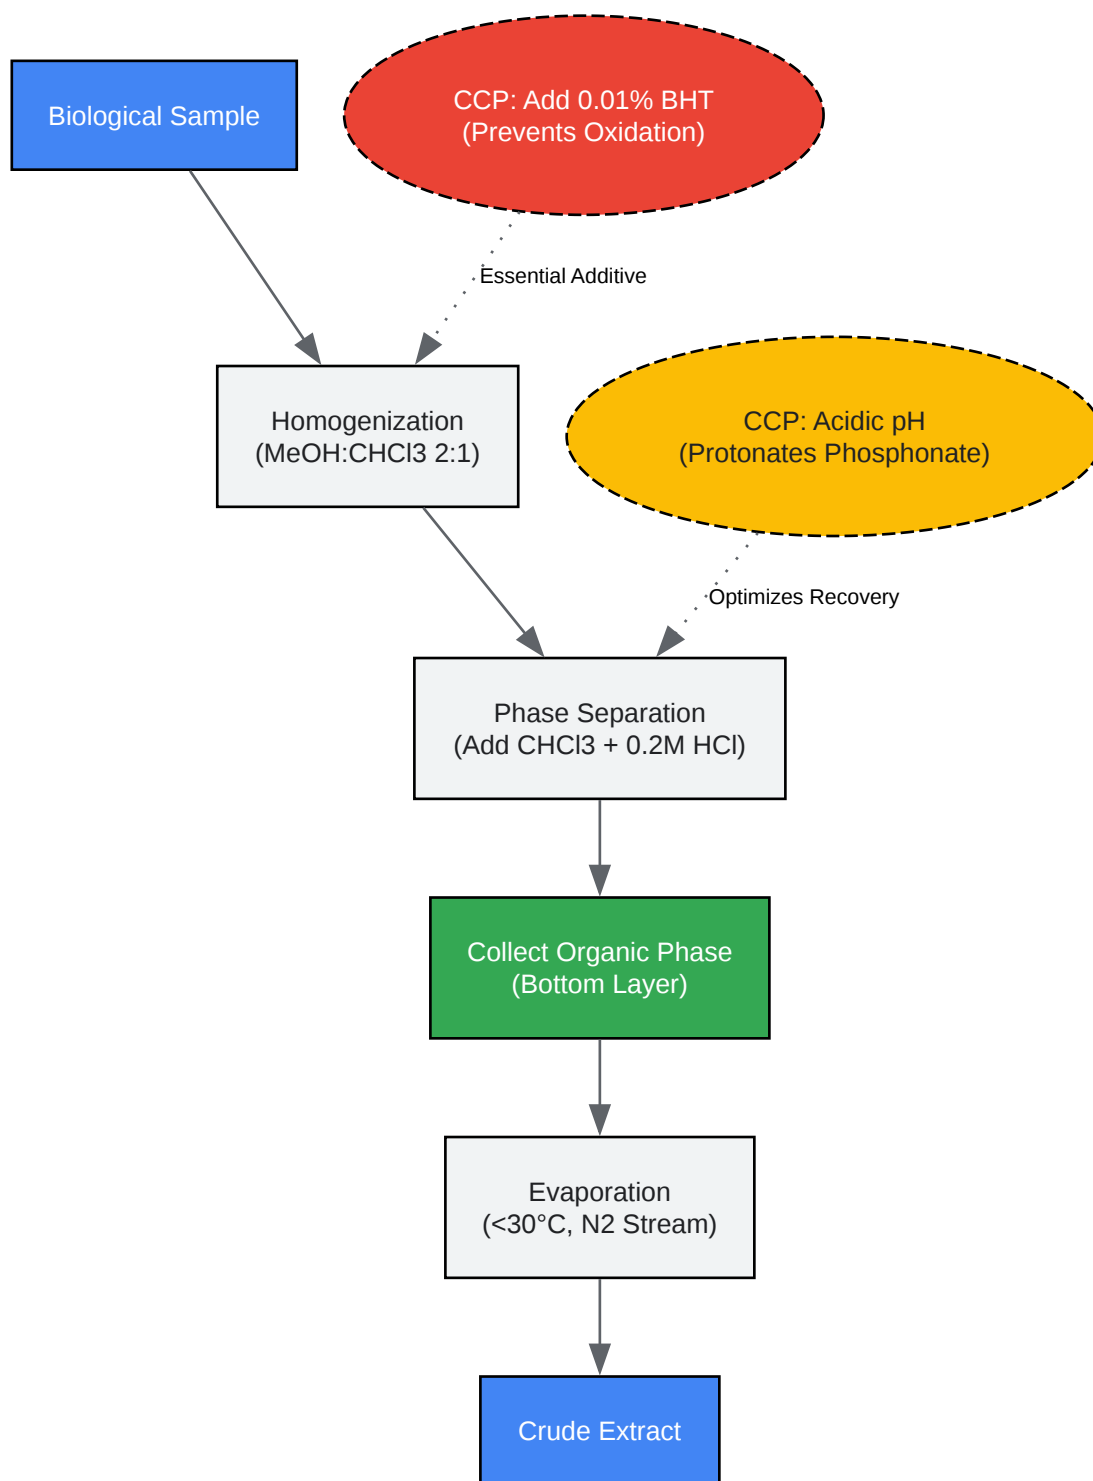 Biological Sample
CCP: Add 0.01% BHT
(Prevents Oxidation)
Essential Additive
Homogenization
(MeOH:CHCl3 2:1)
CCP: Acidic pH
(Protonates Phosphonate)
Optimizes Recovery
Phase Separation
(Add CHCl3 + 0.2M HCl)
Collect Organic Phase
(Bottom Layer)
Evaporation
(<30°C, N2 Stream)
Crude Extract